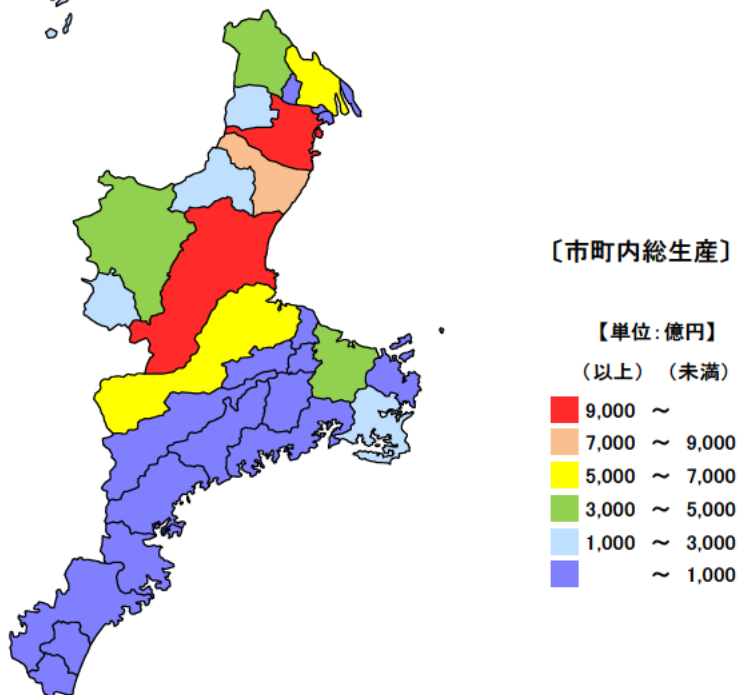 〔市町内総生産〕
【単位:億円】
(以上) (未満)
9,000 ~
7,000 ~ 9,000
5,000 ~ 7,000
3,000 ~ 5,000
1,000 ~ 3,000
~ 1,000